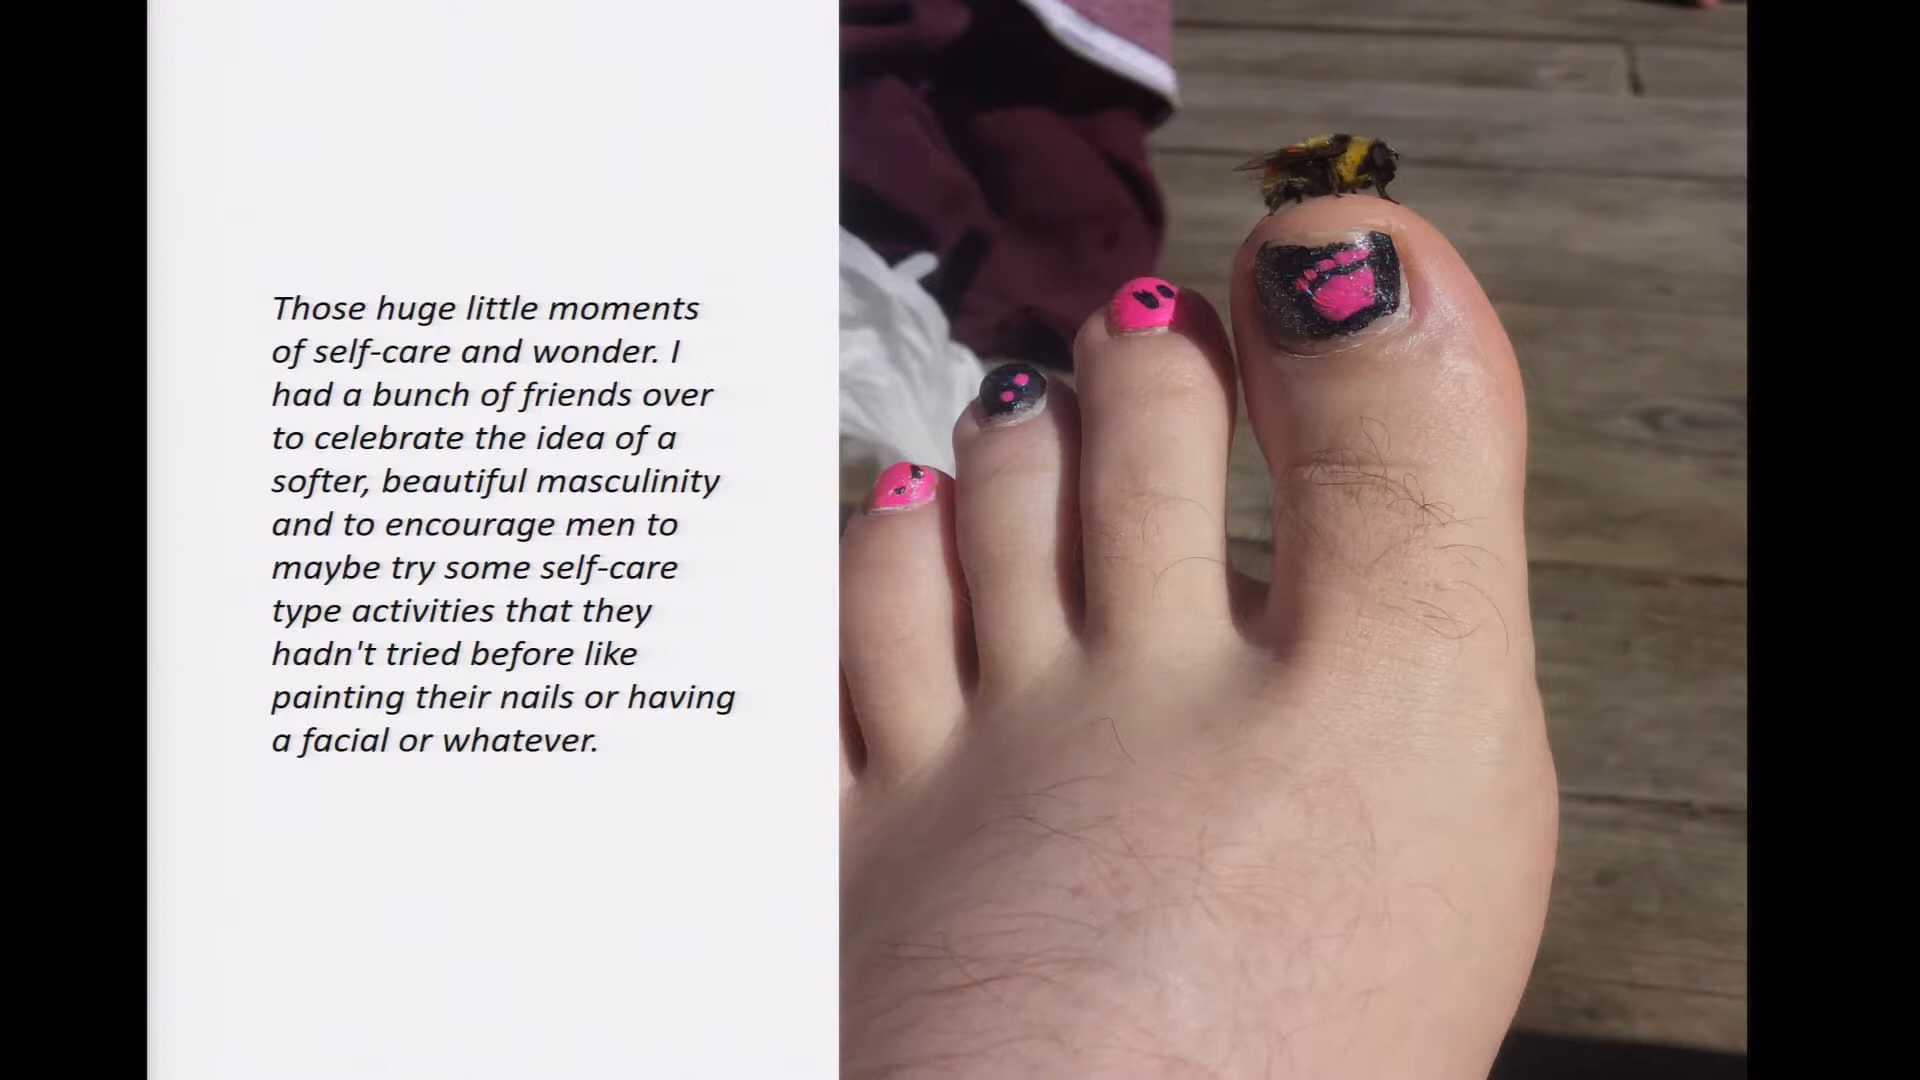 Those huge little moments
of self-care and wonder. I
had a bunch of friends over
to celebrate the idea of a
softer, beautiful masculinity
and to encourage men to
maybe try some self-care
type activities that they
hadn't tried before like
painting their nails or having
a facial or whatever.